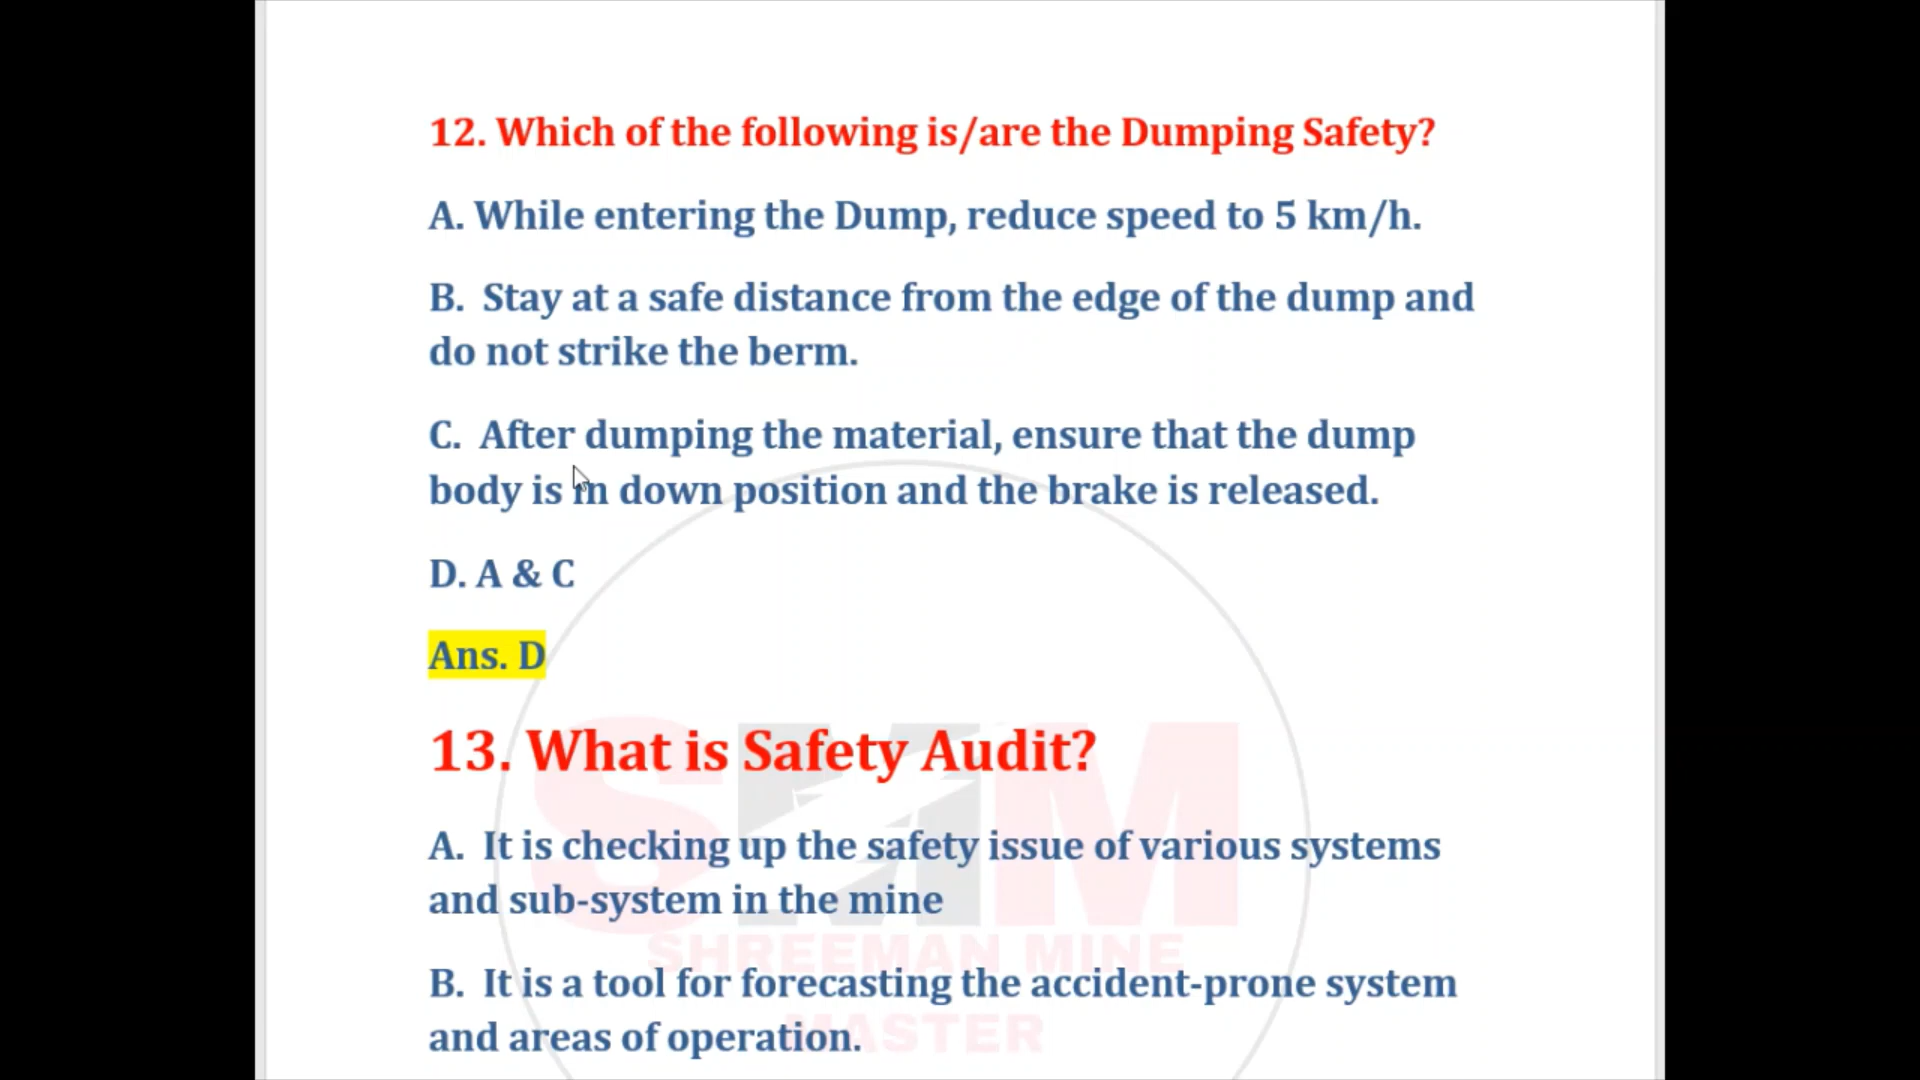 12. Which of the following is/are the Dumping Safety?
A. While entering the Dump, reduce speed to 5 km/h.
B. Stay at a safe distance from the edge of the dump and
do not strike the berm.
C. After dumping the material, ensure that the dump
body is in down position and the brake is released.
D. A & C
Ans. D
13. What is Safety Audit?
SMM
A. It is checking up the safety issue of various systems
and sub-system in the mine
SHREEMAN MINE
B. It is a tool for forecasting the accident-prone system
MASTER
and areas of operation.